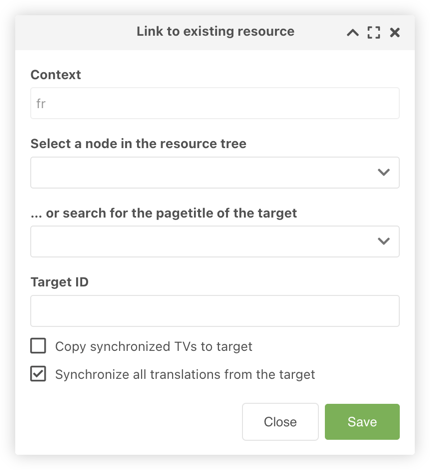 Link to existing resource
Context
fr
Select a node in the resource tree
... or search for the pagetitle of the target
Target ID
Copy synchronized TVs to target
Synchronize all translations from the target
Close Save